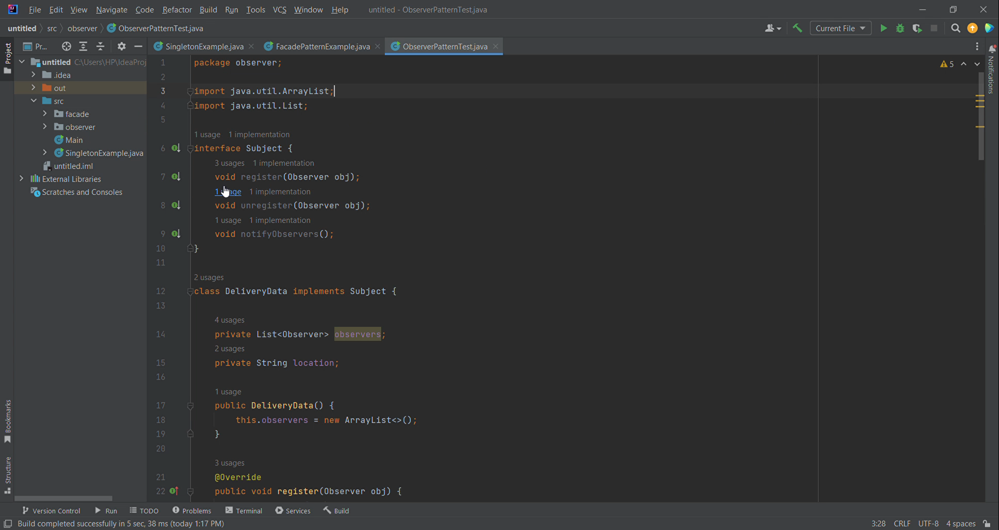 File Edit View Navigate Code Refactor Build Run Tools VCS Window Help untitled - ObserverPatternTest.java
untitled src observer ObserverPatternTest.java Current File
Project
Pr...
SingletonExample.java FacadePatternExample.java ObserverPatternTest.java
untitled C:\Users\HP\IdeaProj
.idea
out
src
facade
observer
Main
SingletonExample.java
untitled.iml
External Libraries
Scratches and Consoles
Bookmarks
Structure
1 package observer;
2
3 import java.util.ArrayList;
4 import java.util.List;
5
1 usage 1 implementation
6 interface Subject {
3 usages 1 implementation
7 void register(Observer obj);
1 usage 1 implementation
8 void unregister(Observer obj);
1 usage 1 implementation
9 void notifyObservers();
10 }
11
2 usages
12 class DeliveryData implements Subject {
13
4 usages
14 private List<Observer> observers;
2 usages
15 private String location;
16
1 usage
17 public DeliveryData() {
18 this.observers = new ArrayList<>();
19 }
20
3 usages
21 @Override
22 public void register(Observer obj) {
5
Notifications
Version Control Run TODO Problems Terminal Services Build
Build completed successfully in 5 sec, 38 ms (today 1:17 PM) 3:28 CRLF UTF-8 4 spaces